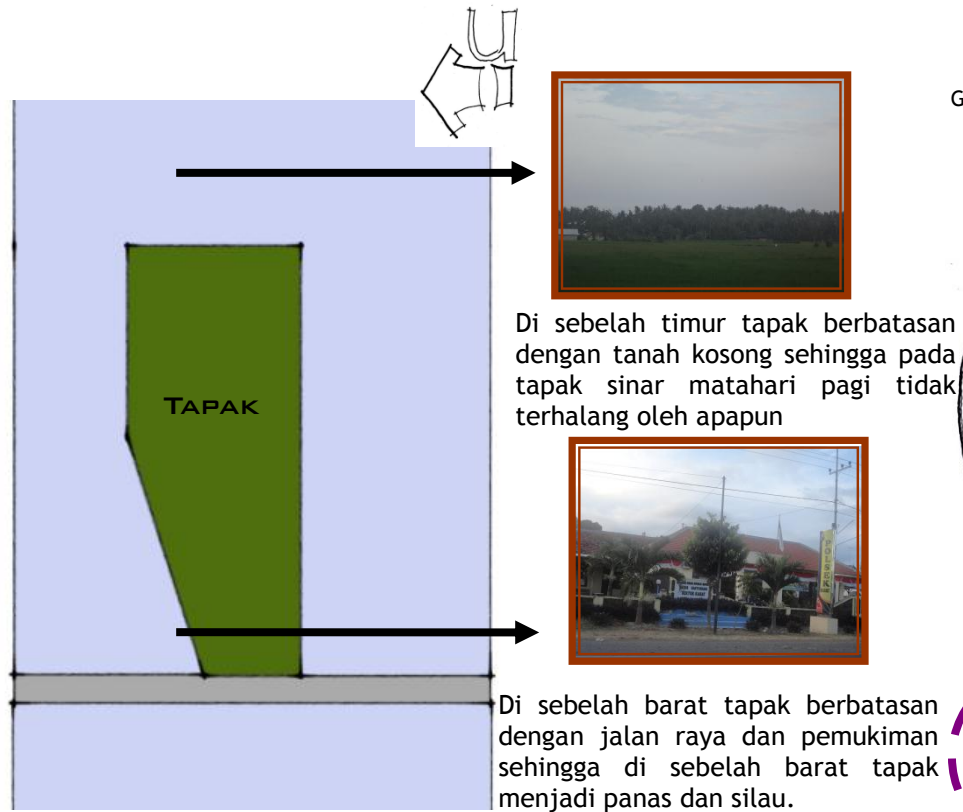 u
G
Di sebelah timur tapak berbatasan
dengan tanah kosong sehingga pada
tapak sinar matahari pagi tidak
terhalang oleh apapun
TAPAK
POLSEK
Di sebelah barat tapak berbatasan
dengan jalan raya dan pemukiman
sehingga di sebelah barat tapak
menjadi panas dan silau.